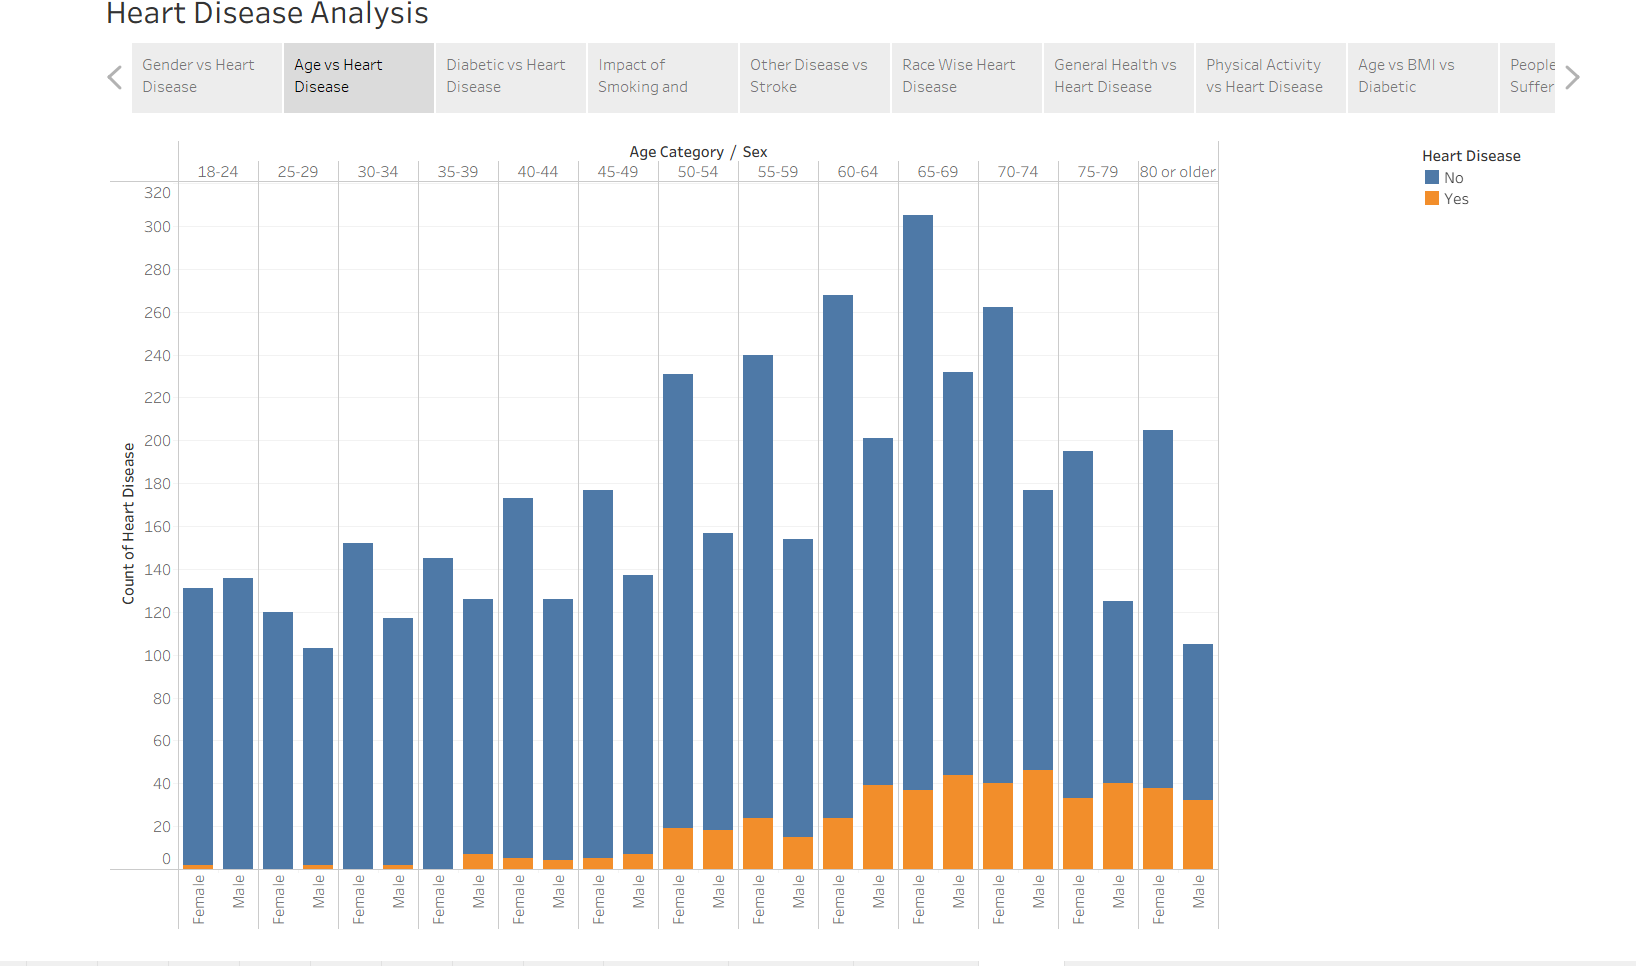 Heart Disease Analysis
Gender vs Heart
Disease
Age vs Heart
Disease
Diabetic vs Heart
Disease
Impact of
Smoking and
Other Disease vs
Stroke
Race Wise Heart
Disease
General Health vs
Heart Disease
Physical Activity
vs Heart Disease
Age vs BMI vs
Diabetic
People
Suffer
Age Category / Sex
18-24 25-29 30-34 35-39 40-44 45-49 50-54 55-59 60-64 65-69 70-74 75-79 80 or older
Heart Disease
No
Yes
320
300
280
260
240
220
200
180
160
140
120
100
80
60
40
20
0
Count of Heart Disease
Female Male Female Male Female Male Female Male Female Male Female Male Female Male Female Male Female Male Female Male Female Male Female Male Female Male